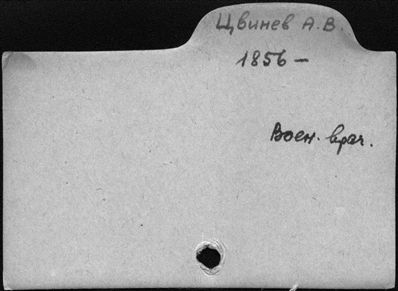 Цвинев А.В.
1856 –
Воен. врач.